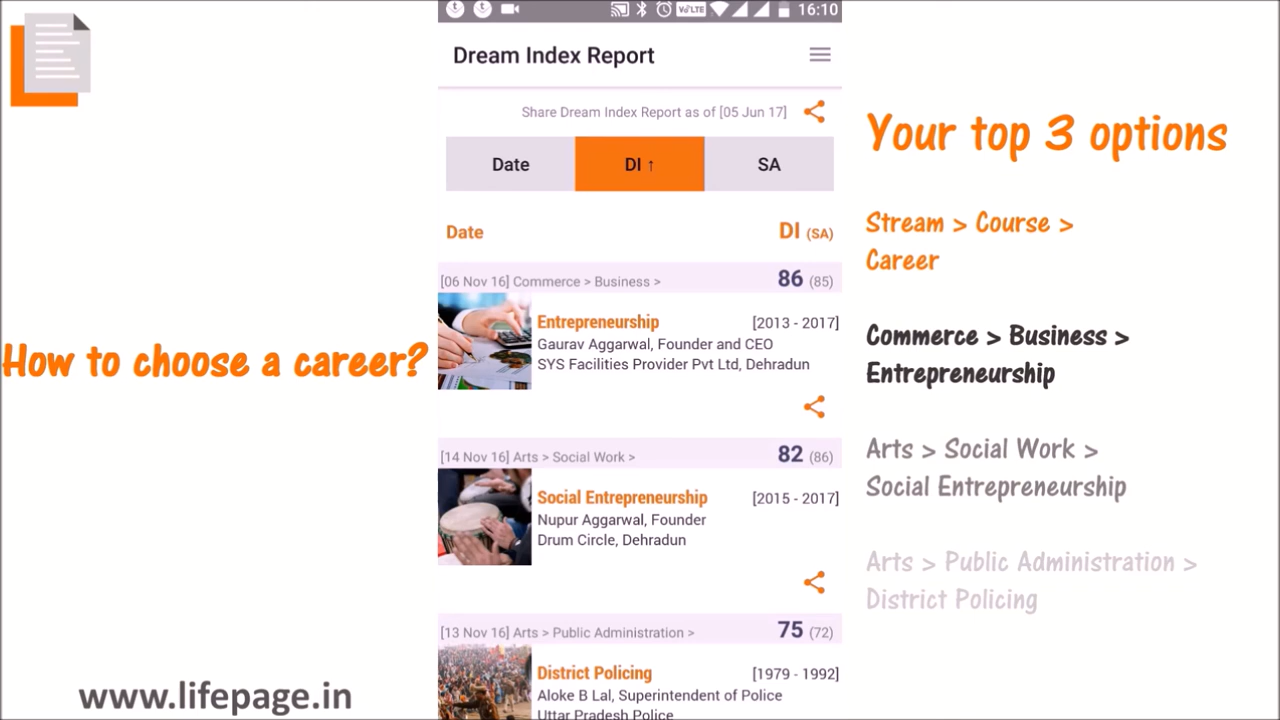 16:10
Dream Index Report
Share Dream Index Report as of [05 Jun 17]
Date DI ↑ SA
Date DI (SA)
[06 Nov 16] Commerce > Business > 86 (85)
Entrepreneurship [2013 - 2017]
Gaurav Aggarwal, Founder and CEO
SYS Facilities Provider Pvt Ltd, Dehradun
[14 Nov 16] Arts > Social Work > 82 (86)
Social Entrepreneurship [2015 - 2017]
Nupur Aggarwal, Founder
Drum Circle, Dehradun
[13 Nov 16] Arts > Public Administration > 75 (72)
District Policing [1979 - 1992]
Aloke B Lal, Superintendent of Police
Uttar Pradesh Police
How to choose a career?
www.lifepage.in
Your top 3 options
Stream > Course >
Career
Commerce > Business >
Entrepreneurship
Arts > Social Work >
Social Entrepreneurship
Arts > Public Administration >
District Policing